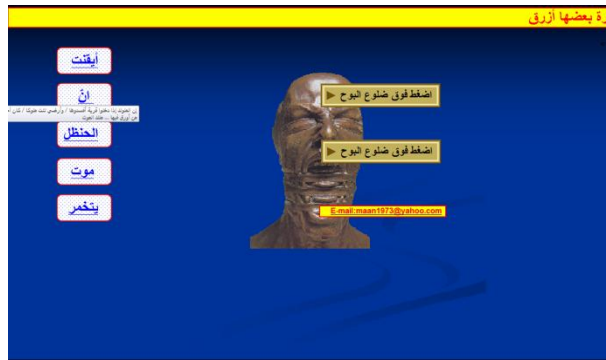 رة بعضها أزرق
أيقنت
انّ
الحنظل
موت
يتخمر
اضغط فوق ضلوع البوح
اضغط فوق ضلوع البوح
E-mail:maan1973@yahoo.com